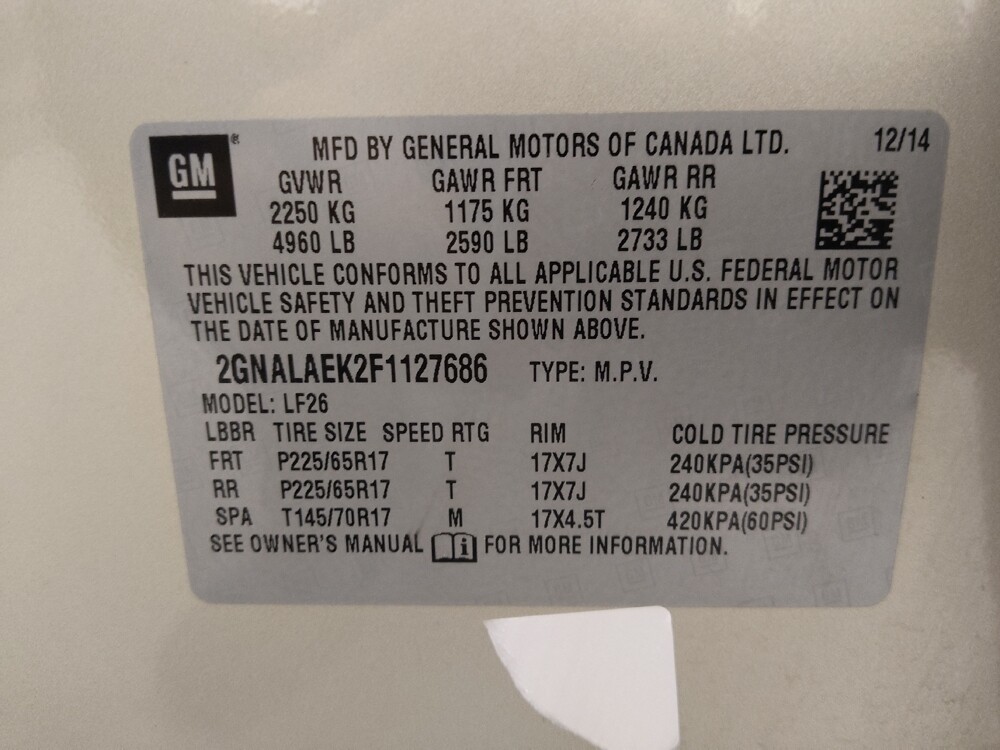 GM ® MFD BY GENERAL MOTORS OF CANADA LTD. 12/14
GVWR GAWR FRT GAWR RR
2250 KG 1175 KG 1240 KG
4960 LB 2590 LB 2733 LB
THIS VEHICLE CONFORMS TO ALL APPLICABLE U.S. FEDERAL MOTOR
VEHICLE SAFETY AND THEFT PREVENTION STANDARDS IN EFFECT ON
THE DATE OF MANUFACTURE SHOWN ABOVE.
2GNALAEK2F1127686 TYPE: M.P.V.
MODEL: LF26
LBBR TIRE SIZE SPEED RTG RIM COLD TIRE PRESSURE
FRT P225/65R17 T 17X7J 240KPA(35PSI)
RR P225/65R17 T 17X7J 240KPA(35PSI)
SPA T145/70R17 M 17X4.5T 420KPA(60PSI)
SEE OWNER'S MANUAL i FOR MORE INFORMATION.